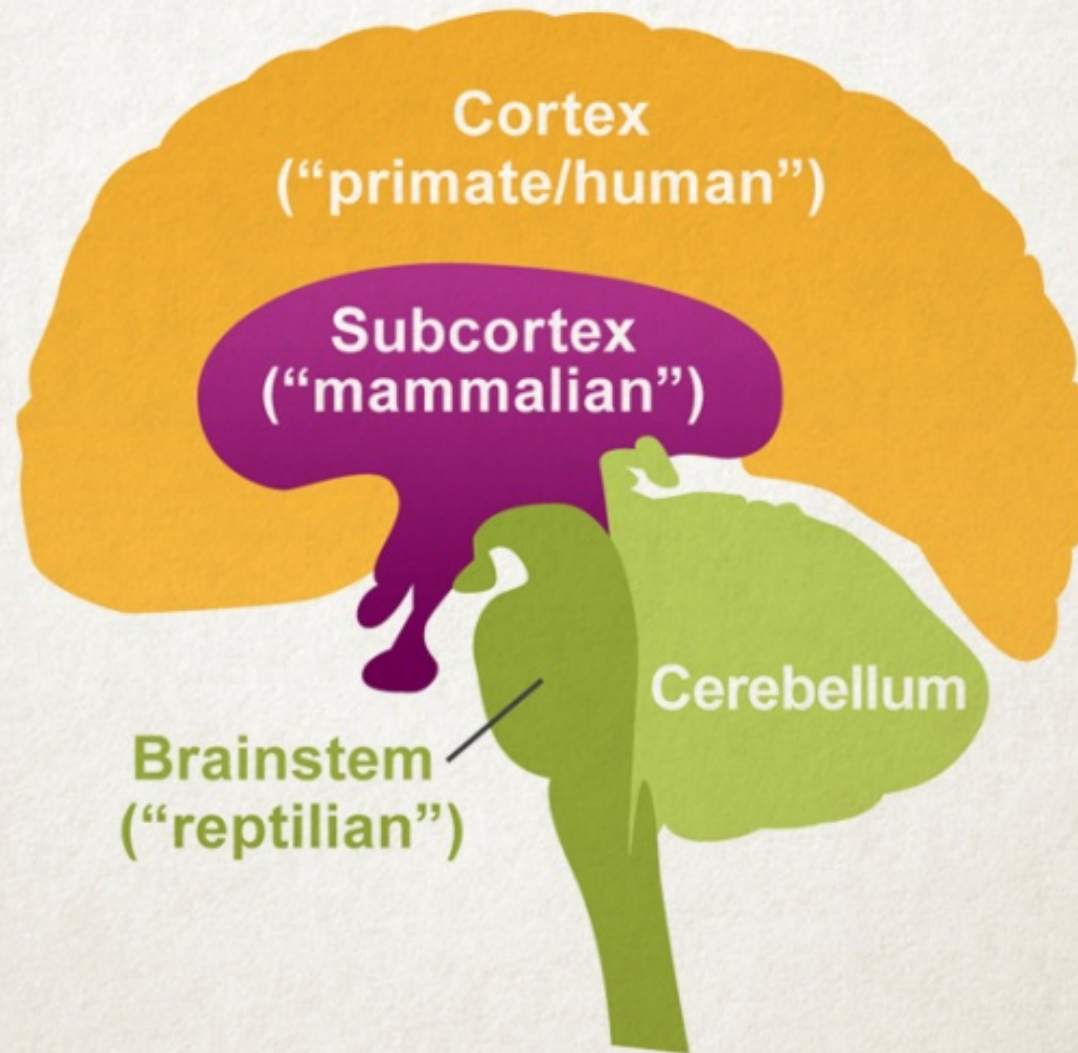 Cortex
(“primate/human”)
Subcortex
(“mammalian”)
Cerebellum
Brainstem
(“reptilian”)